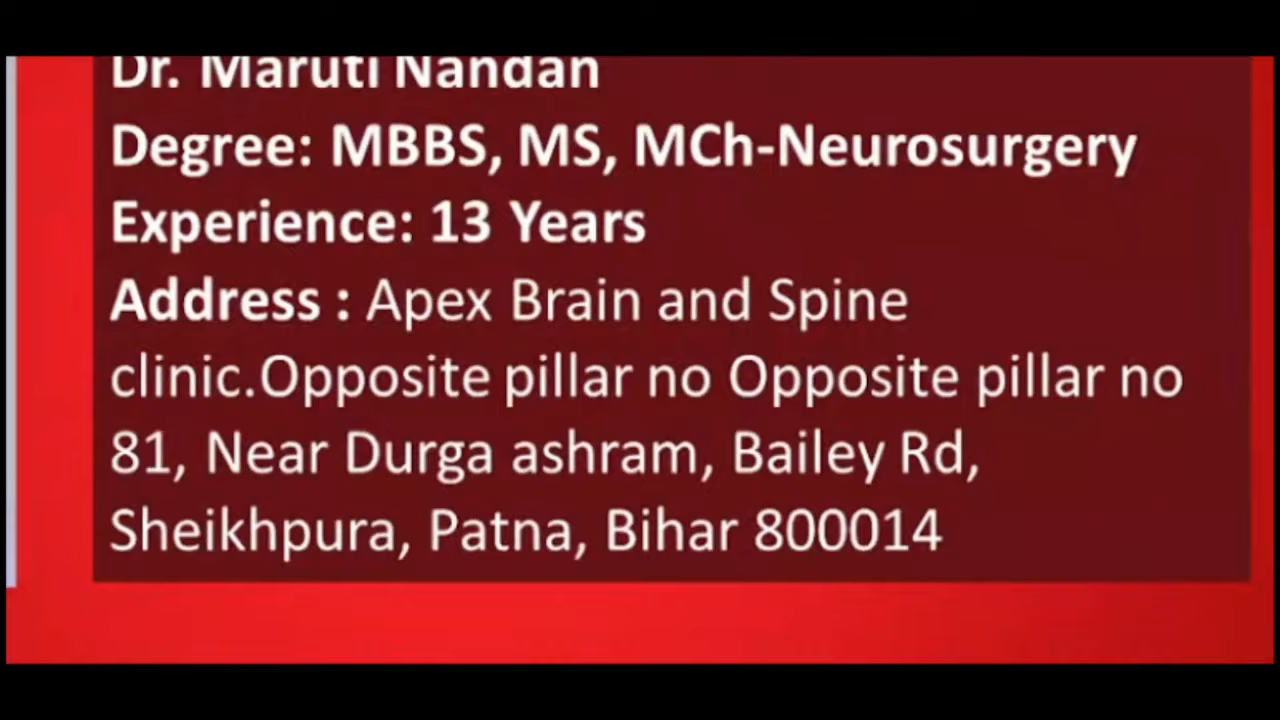 Dr. Maruti Nandan
Degree: MBBS, MS, MCh-Neurosurgery
Experience: 13 Years
Address : Apex Brain and Spine
clinic.Opposite pillar no Opposite pillar no
81, Near Durga ashram, Bailey Rd,
Sheikhpura, Patna, Bihar 800014